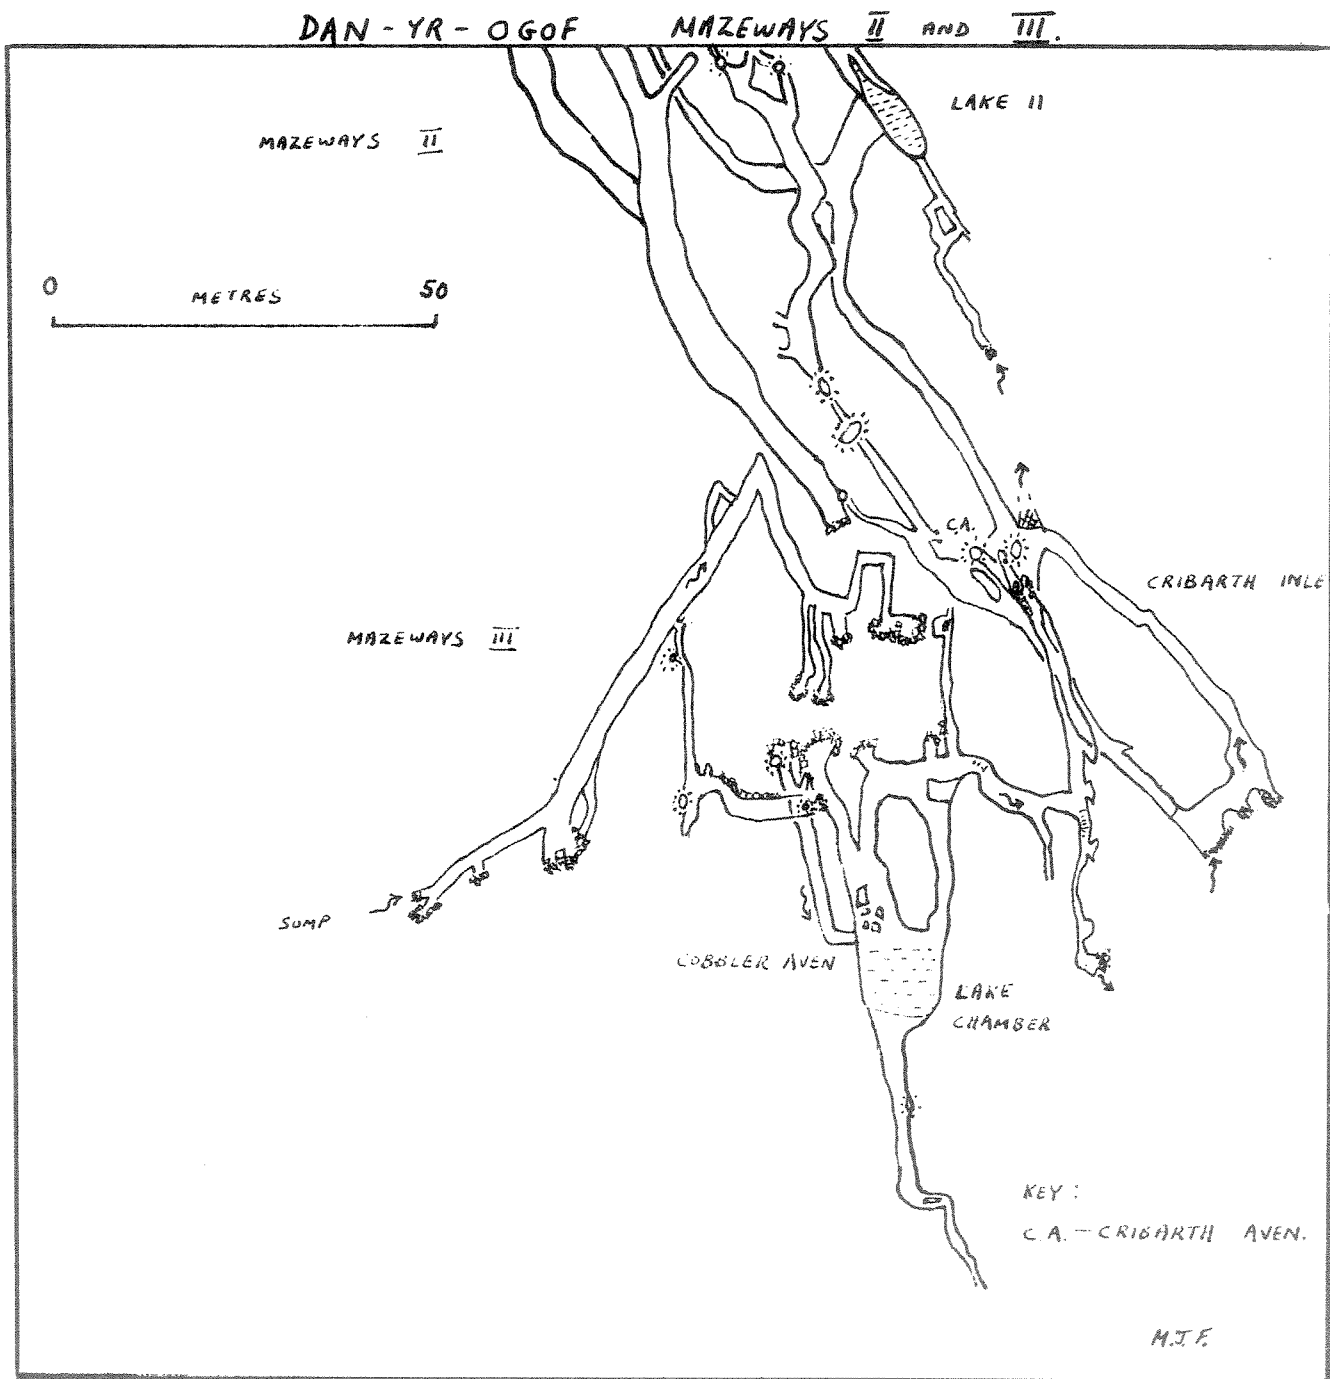 DAN-YR-OGOF MAZEWAYS II AND III.
LAKE 11
MAZEWAYS II
0 METRES 50
C.A.
CRIBARTH INLE
MAZEWAYS III
SUMP
COBBLER AVEN
LAKE
CHAMBER
KEY:
C.A. - CRIBARTH AVEN.
M.J.F.